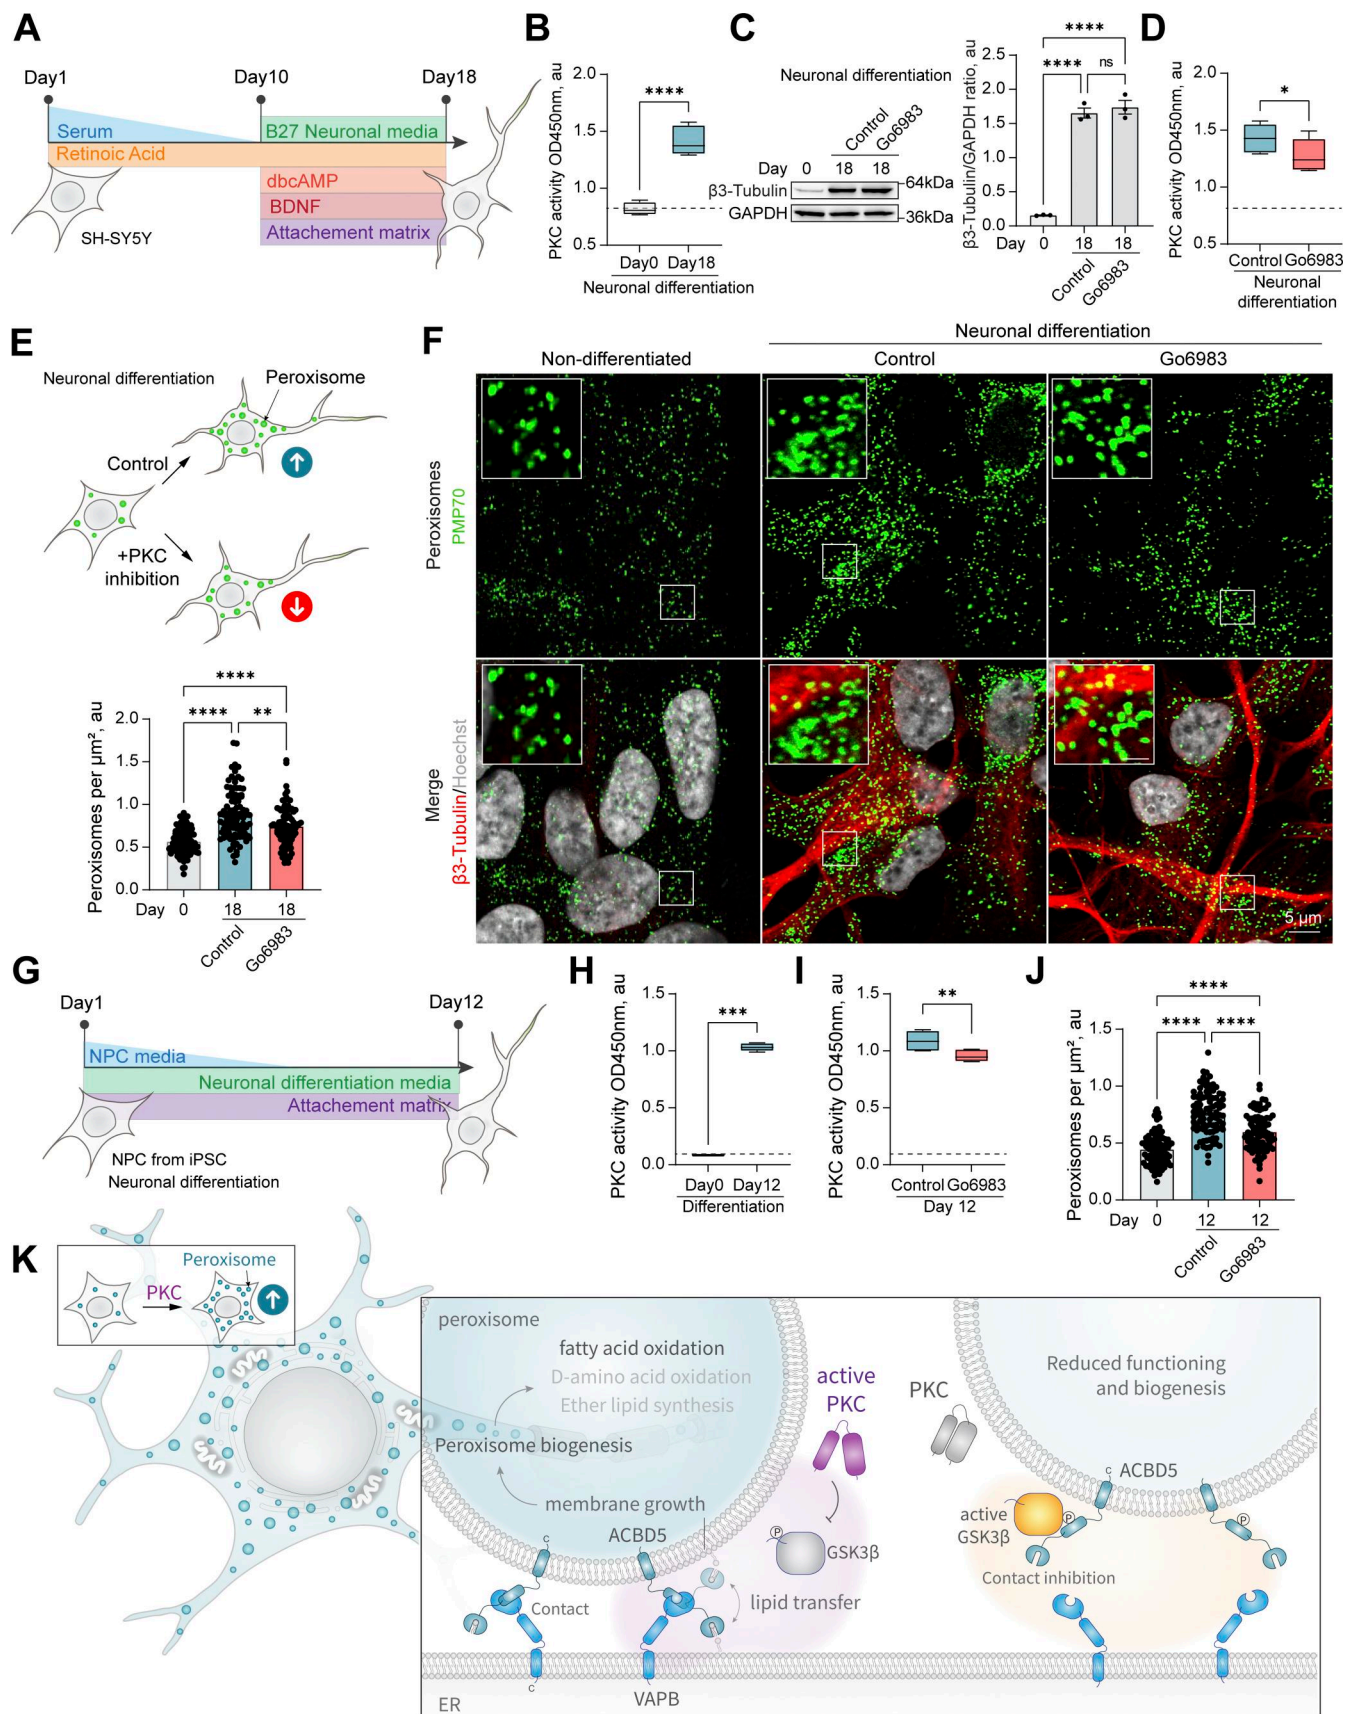 A
Day1
Day10
Day18
Serum
B27 Neuronal media
Retinoic Acid
dbcAMP
BDNF
Attachement matrix
SH-SY5Y
B
PKC activity OD450nm, au
2.0
1.5
1.0
0.5
****
Day0 Day18
Neuronal differentiation
C
Neuronal differentiation
Control
Go6983
Day 0 18 18
β3-Tubulin
64kDa
GAPDH
36kDa
β3-Tubulin/GAPDH ratio, au
2.5
2.0
1.5
1.0
0.5
0.0
****
**** ns
Day 0 18 18
Control
Go6983
D
PKC activity OD450nm, au
2.0
1.5
1.0
0.5
*
Control Go6983
Neuronal
differentiation
E
Neuronal differentiation
Peroxisome
Control
+PKC
inhibition
Peroxisomes per µm², au
2.0
1.5
1.0
0.5
0.0
****
**** **
Day 0 18 18
Control
Go6983
F
Neuronal differentiation
Non-differentiated
Control
Go6983
Peroxisomes
PMP70
Merge
β3-Tubulin/Hoechst
5 µm
G
Day1
Day12
NPC media
Neuronal differentiation media
Attachement matrix
NPC from iPSC
Neuronal differentiation
H
PKC activity OD450nm, au
1.5
1.0
0.5
0.0
***
Day0 Day12
Differentiation
I
PKC activity OD450nm, au
1.5
1.0
0.5
0.0
**
Control Go6983
Day 12
J
Peroxisomes per µm², au
1.5
1.0
0.5
0.0
****
**** ****
Day 0 12 12
Control
Go6983
K
Peroxisome
PKC
peroxisome
fatty acid oxidation
D-amino acid oxidation
Ether lipid synthesis
Peroxisome biogenesis
membrane growth
ACBD5
c
c
Contact
c
VAPB
ER
active
PKC
P
GSK3β
lipid transfer
PKC
Reduced functioning
and biogenesis
c
ACBD5
active
GSK3β
P
P
Contact inhibition